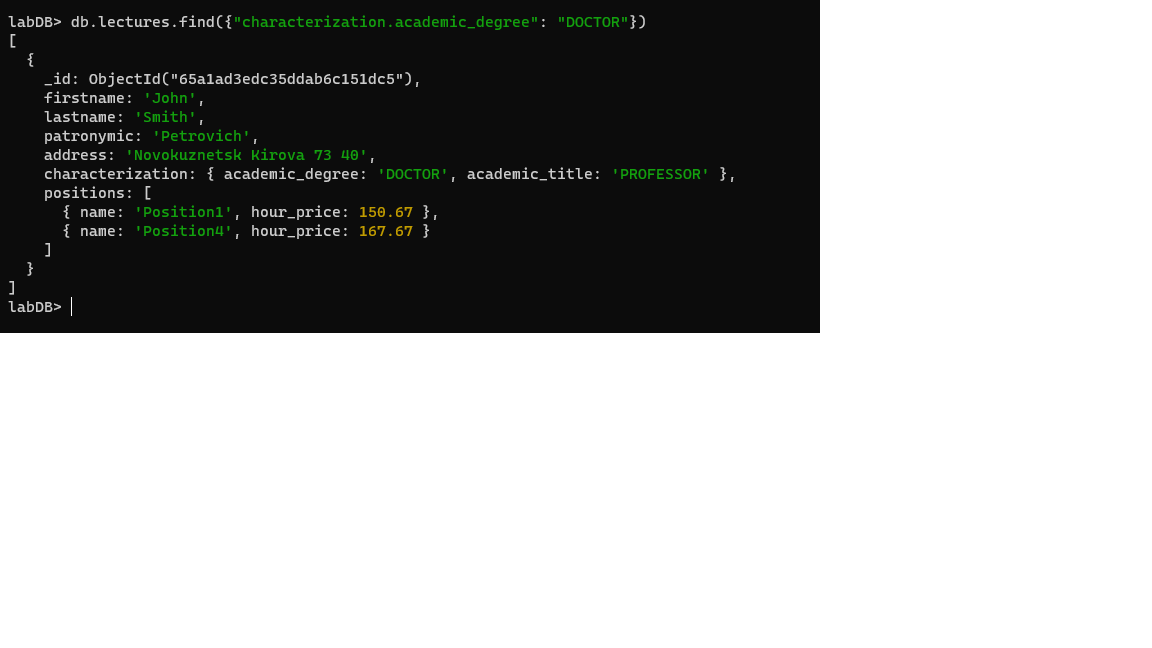 labDB> db.lectures.find({"characterization.academic_degree": "DOCTOR"})
[
  {
    _id: ObjectId("65a1ad3edc35ddab6c151dc5"),
    firstname: 'John',
    lastname: 'Smith',
    patronymic: 'Petrovich',
    address: 'Novokuznetsk Kirova 73 40',
    characterization: { academic_degree: 'DOCTOR', academic_title: 'PROFESSOR' },
    positions: [
      { name: 'Position1', hour_price: 150.67 },
      { name: 'Position4', hour_price: 167.67 }
    ]
  }
]
labDB>